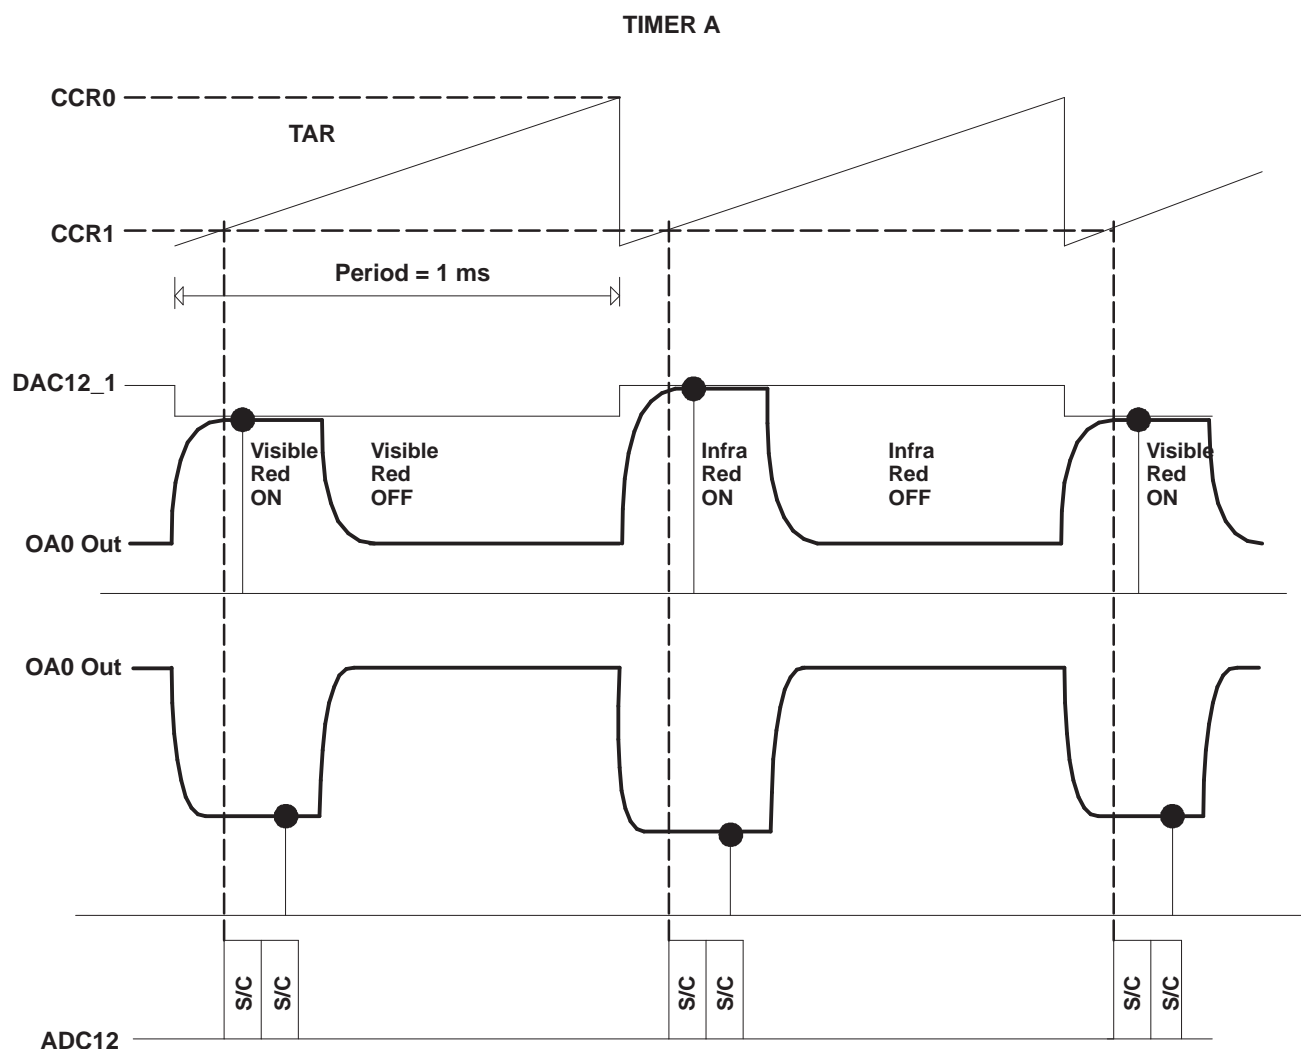 TIMER A
CCR0
TAR
CCR1
Period = 1 ms
DAC12_1
Visible
Red
ON
Visible
Red
OFF
Infra
Red
ON
Infra
Red
OFF
Visible
Red
ON
OA0 Out
OA0 Out
S/C
S/C
S/C
S/C
S/C
S/C
ADC12